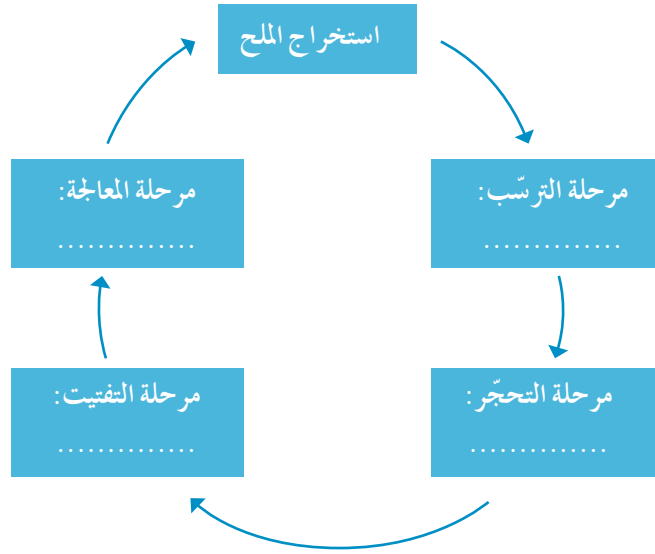 استخراج الملح
مرحلة الترسّب:
..............
مرحلة التحجّر:
..............
مرحلة التفتيت:
..............
مرحلة المعالجة:
..............